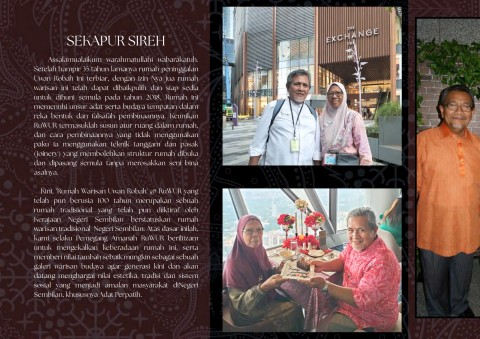 SEKAPUR SIREH
Assalamualaikum warahmatullahi wabarakatuh.
Setelah hampir 35 tahun lamanya rumah peninggalan
Uwan Robah ini terbiar, dengan izin Nya jua rumah
warisan ini telah dapat dibaikpulih dan siap sedia
untuk dihuni semula pada tahun 2018. Rumah ini
memenuhi unsur adat serta budaya tempatan dalam
reka bentuk dan falsafah pembinaannya. Keunikan
RuWUR termasuklah susun atur ruang dalam rumah,
dan cara pembinaannya yang tidak menggunakan
paku ia menggunakan teknik tanggam dan pasak
(Joinery) yang membolehkan struktur rumah dibuka
dan dipasang semula tanpa merosakkan seni bina
asalnya.
Kini, 'Rumah Warisan Uwan Robah' @ RuWUR yang
telah pun berusia 100 tahun merupakan sebuah
rumah tradisional yang telah pun diiktiraf oleh
kerajaan Negeri Sembilan berstatuskan rumah
warisan tradisional Negeri Sembilan. Atas dasar inilah,
kami selaku Pemegang Amanah RuWUR beriltizam
untuk mengekalkan keberadaan rumah ini, serta
memberi nilai tambah sebaik mungkin sebagai sebuah
galeri warisan budaya agar generasi kini dan akan
datang menghargai nilai estetika, tradisi dan sistem
sosial yang menjadi amalan masyarakat diNegeri
Sembilan, khususnya Adat Perpatih.
THE
EXCHANGE